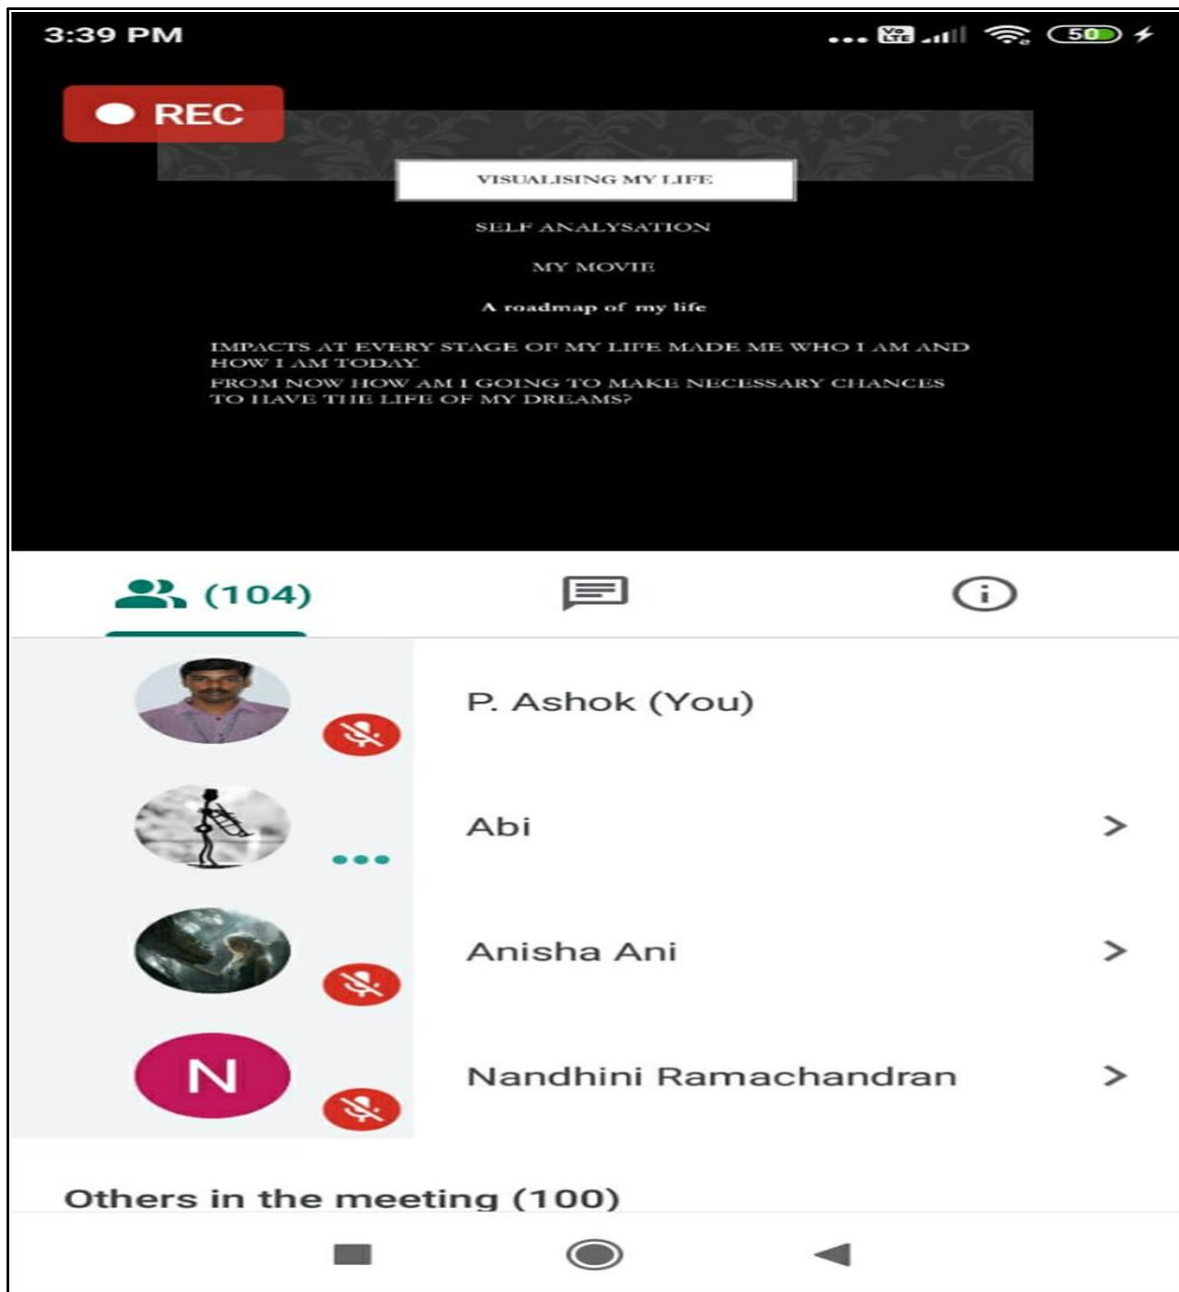 3:39 PM
Vo LTE
50
REC
VISUALISING MY LIFE
SELF ANALYSATION
MY MOVIE
A roadmap of my life
IMPACTS AT EVERY STAGE OF MY LIFE MADE ME WHO I AM AND
HOW I AM TODAY.
FROM NOW HOW AM I GOING TO MAKE NECESSARY CHANCES
TO HAVE THE LIFE OF MY DREAMS?
(104)
P. Ashok (You)
Abi
Anisha Ani
N
Nandhini Ramachandran
Others in the meeting (100)